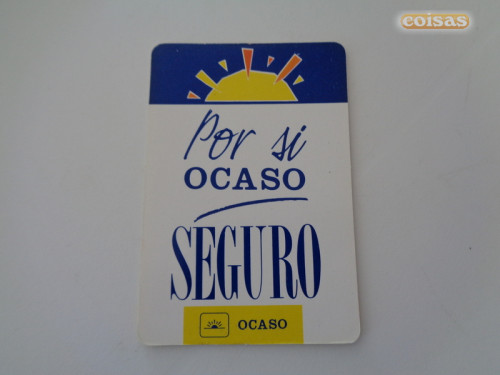 coisas
Por si
OCASO
SEGURO
OCASO